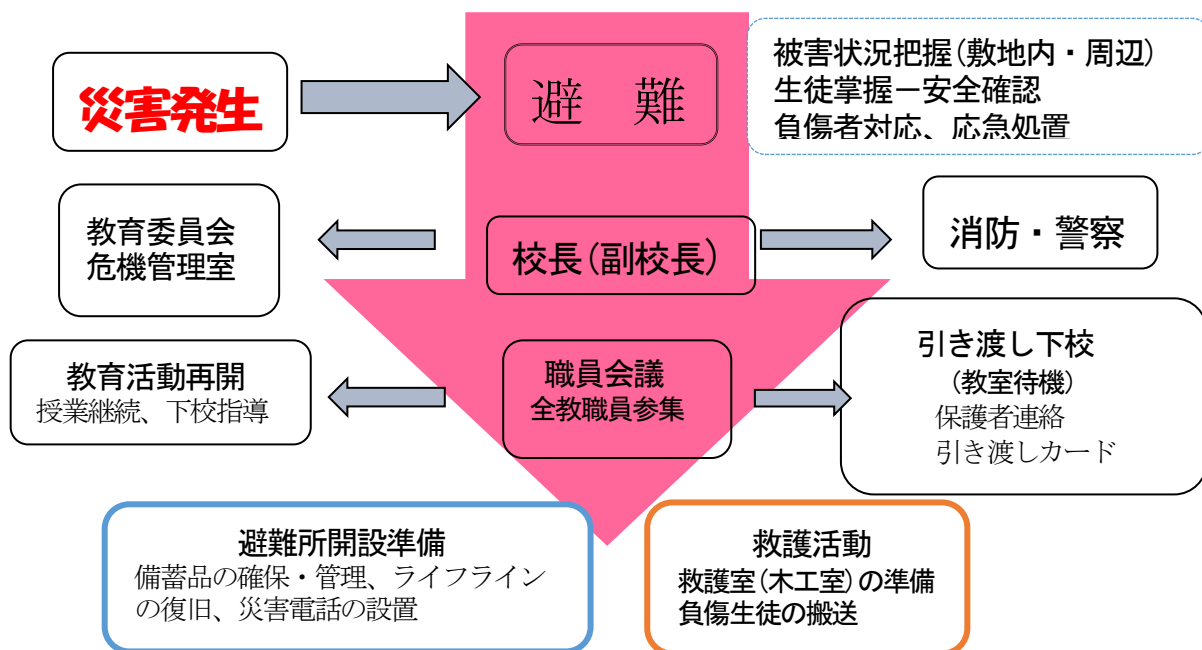 災害発生
避　難
被害状況把握(敷地内・周辺)
生徒掌握－安全確認
負傷者対応、応急処置
教育委員会
危機管理室
校長(副校長)
消防・警察
教育活動再開
授業継続、下校指導
職員会議
全教職員参集
引き渡し下校
(教室待機)
保護者連絡
引き渡しカード
避難所開設準備
備蓄品の確保・管理、ライフライン
の復旧、災害電話の設置
救護活動
救護室(木工室)の準備
負傷生徒の搬送